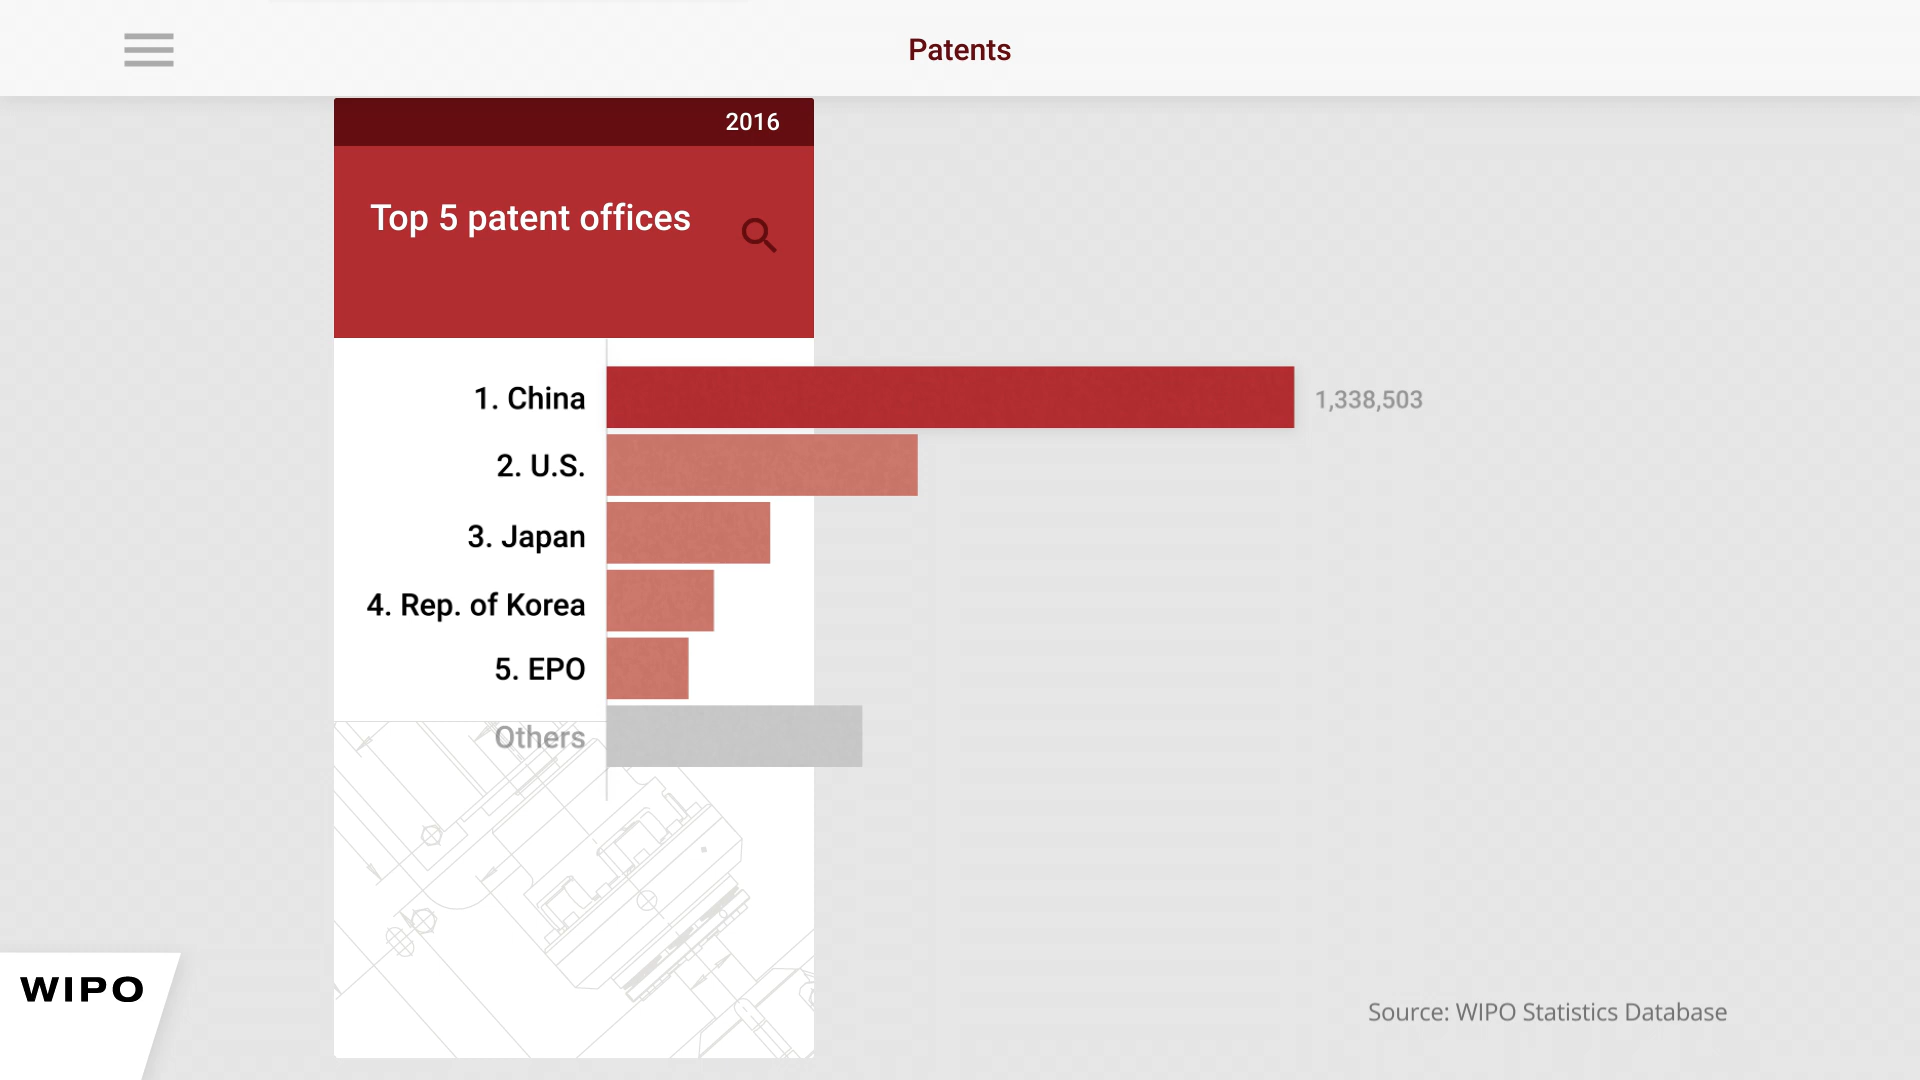 Patents
2016
Top 5 patent offices
1. China
1,338,503
2. U.S.
3. Japan
4. Rep. of Korea
5. EPO
Others
WIPO
Source: WIPO Statistics Database